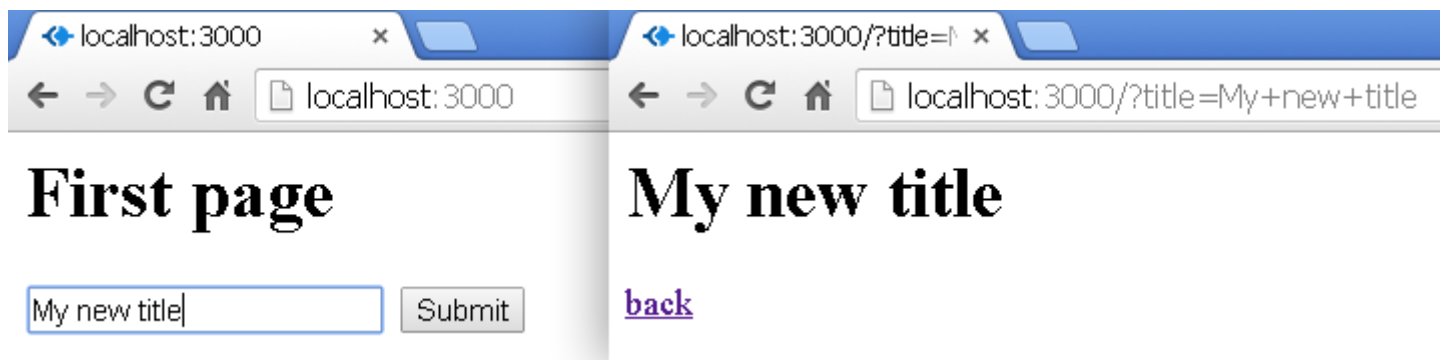 localhost:3000
localhost:3000
First page
My new title
Submit
localhost:3000/?title=
localhost:3000/?title=My+new+title
My new title
back